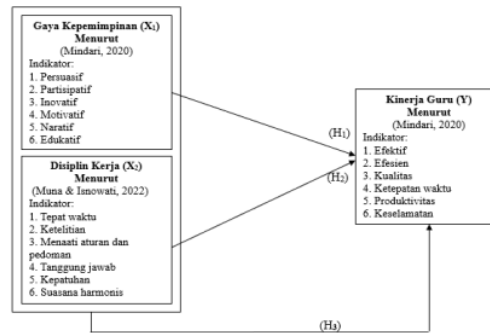 Gaya Kepemimpinan (X₁)
Menurut
(Mindari, 2020)
Indikator:
1. Persuasif
2. Partisipatif
3. Inovatif
4. Motivatif
5. Naratif
6. Edukatif
Disiplin Kerja (X₂)
Menurut
(Muna & Isnowati, 2022)
Indikator:
1. Tepat waktu
2. Ketelitian
3. Menaati aturan dan
pedoman
4. Tanggung jawab
5. Kepatuhan
6. Suasana harmonis
(H₁)
(H₂)
(H₃)
Kinerja Guru (Y)
Menurut
(Mindari, 2020)
Indikator:
1. Efektif
2. Efesien
3. Kualitas
4. Ketepatan waktu
5. Produktivitas
6. Keselamatan